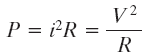 P = i²R = V²/R